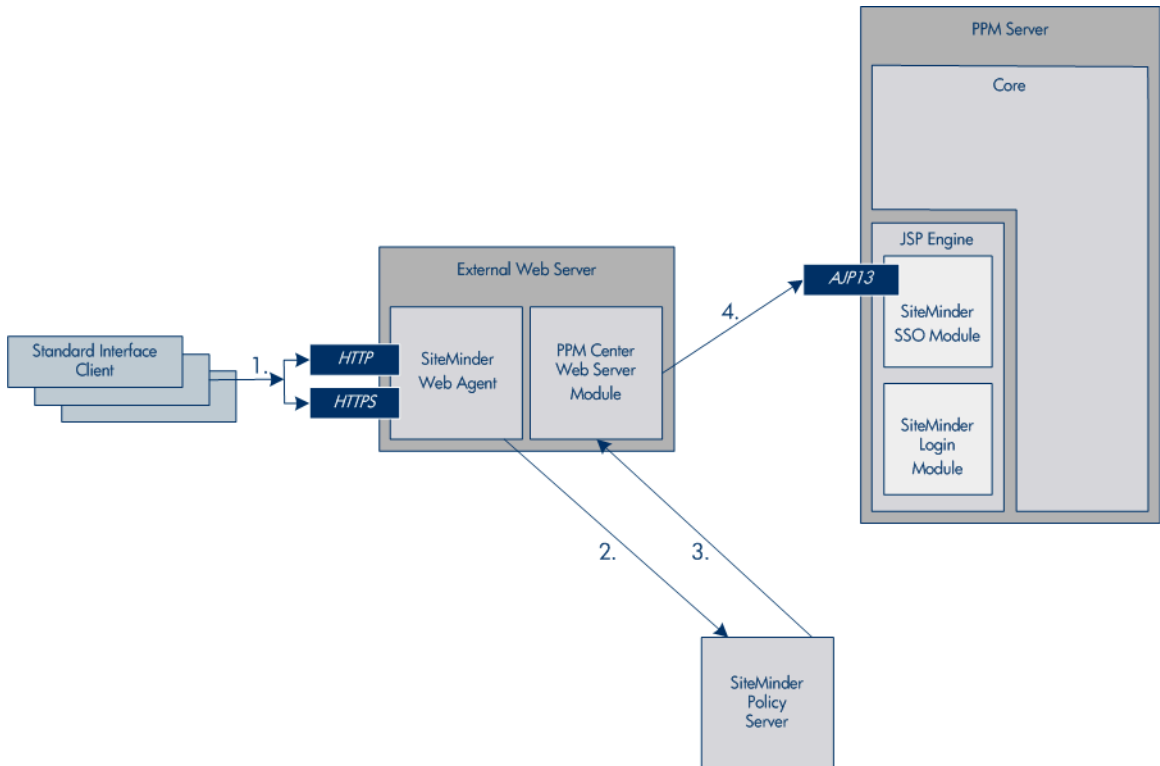 PPM Server
Core
JSP Engine
AJP13
SiteMinder
SSO Module
SiteMinder
Login
Module
External Web Server
SiteMinder
Web Agent
PPM Center
Web Server
Module
4.
Standard Interface
Client
1.
HTTP
HTTPS
2.
3.
SiteMinder
Policy
Server